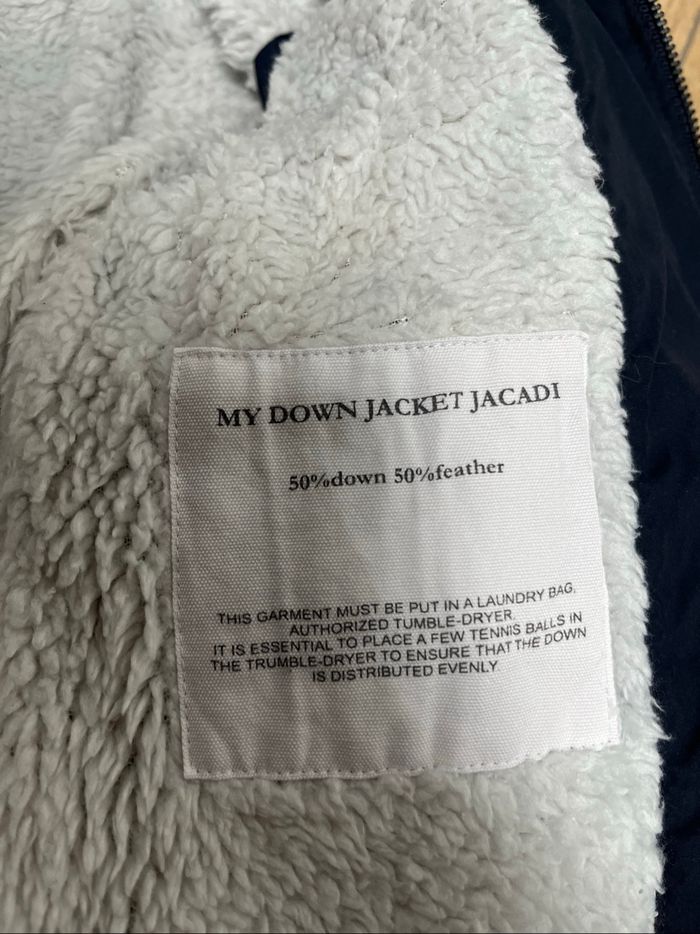 MY DOWN JACKET JACADI
50%down 50%feather
THIS GARMENT MUST BE PUT IN A LAUNDRY BAG,
AUTHORIZED TUMBLE-DRYER.
IT IS ESSENTIAL TO PLACE A FEW TENNIS BALLS IN
THE TRUMBLE-DRYER TO ENSURE THAT THE DOWN
IS DISTRIBUTED EVENLY